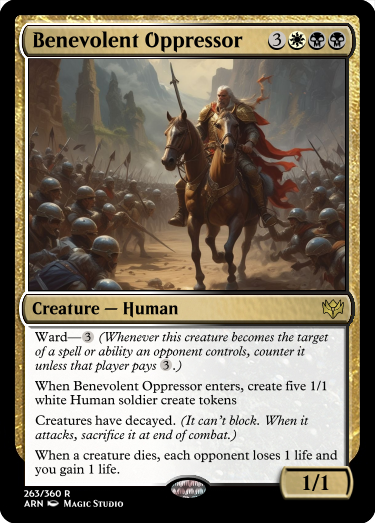 Benevolent Oppressor 3
Creature — Human
Ward—3 (Whenever this creature becomes the target
of a spell or ability an opponent controls, counter it
unless that player pays 3.)
When Benevolent Oppressor enters, create five 1/1
white Human soldier create tokens
Creatures have decayed. (It can't block. When it
attacks, sacrifice it at end of combat.)
When a creature dies, each opponent loses 1 life and
you gain 1 life.
1/1
263/360 R
ARN Magic Studio